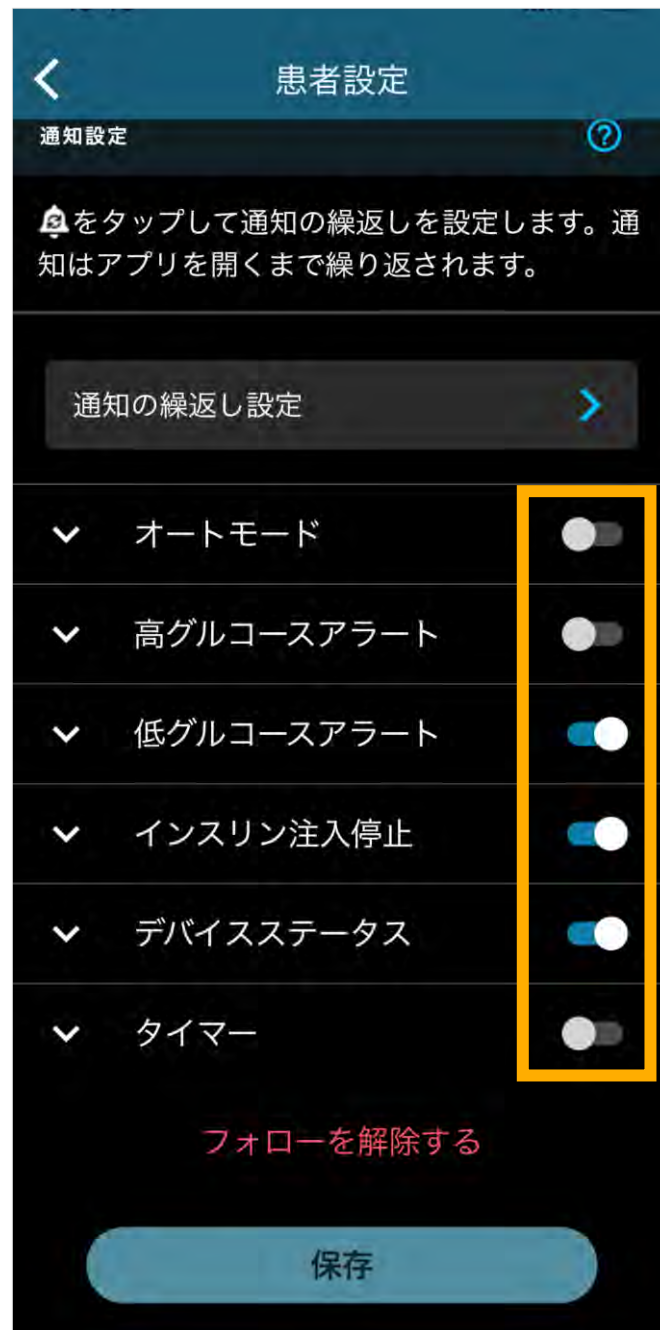 患者設定
通知設定
をタップして通知の繰返しを設定します。通
知はアプリを開くまで繰り返されます。
通知の繰返し設定
オートモード
高グルコースアラート
低グルコースアラート
インスリン注入停止
デバイスステータス
タイマー
フォローを解除する
保存